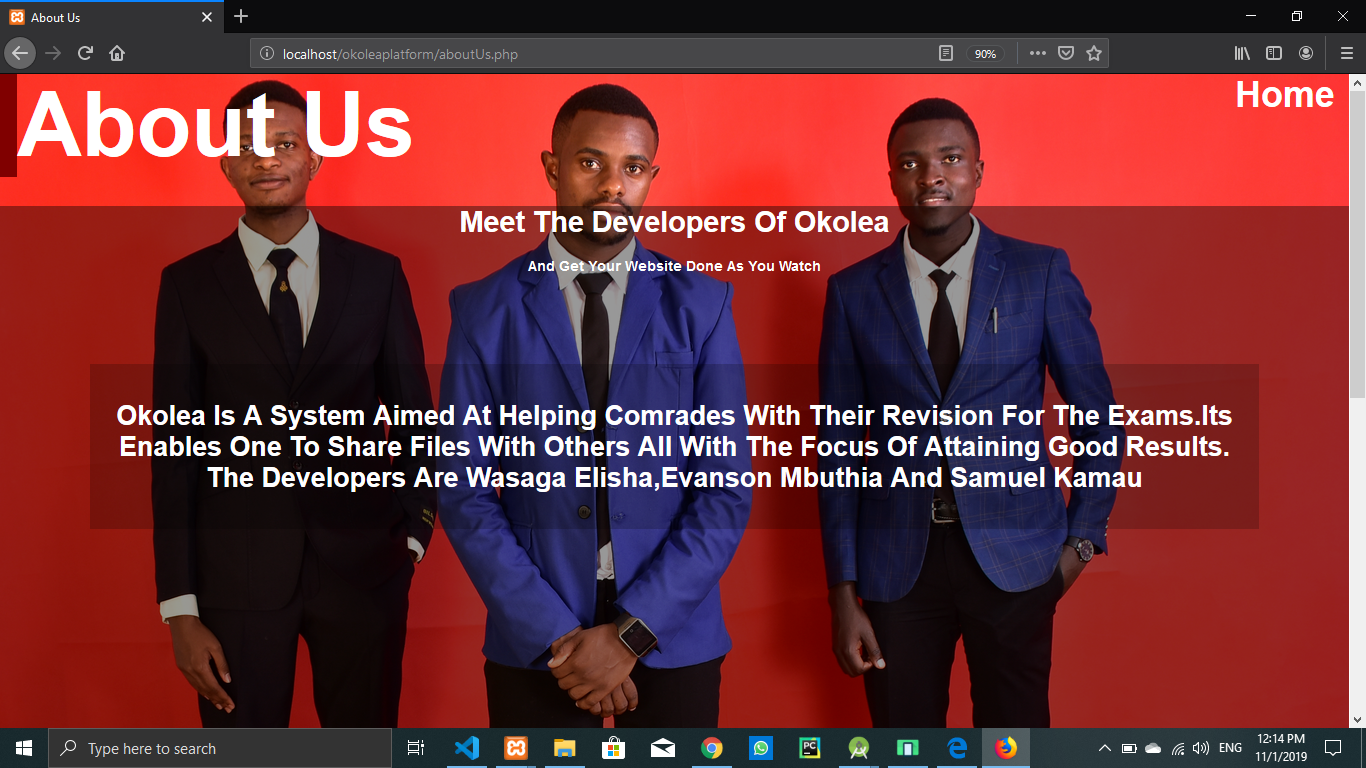 About Us
localhost/okoleaplatform/aboutUs.php
90%
About Us
Home
Meet The Developers Of Okolea
And Get Your Website Done As You Watch
Okolea Is A System Aimed At Helping Comrades With Their Revision For The Exams.Its
Enables One To Share Files With Others All With The Focus Of Attaining Good Results.
The Developers Are Wasaga Elisha,Evanson Mbuthia And Samuel Kamau
Type here to search
PC
ENG
12:14 PM
11/1/2019